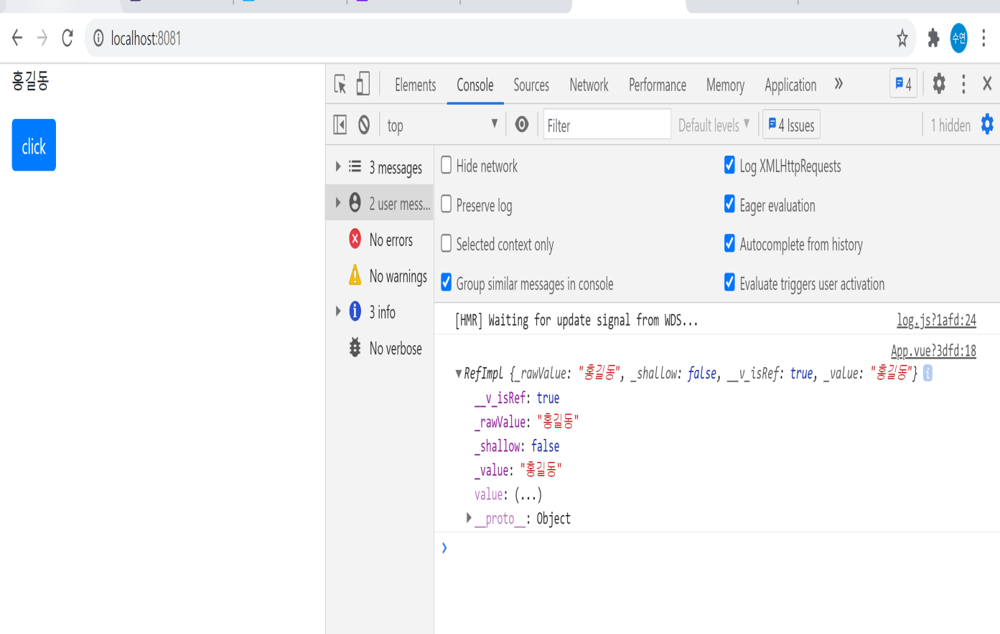 localhost:8081
수연
홍길동
click
Elements Console Sources Network Performance Memory Application » 4
top Filter Default levels 4 Issues 1 hidden
3 messages
2 user mess...
No errors
No warnings
3 info
No verbose
Hide network Log XMLHttpRequests
Preserve log Eager evaluation
Selected context only Autocomplete from history
Group similar messages in console Evaluate triggers user activation
[HMR] Waiting for update signal from WDS... log.js?1afd:24
App.vue?3dfd:18
RefImpl {_rawValue: "홍길동", _shallow: false, __v_isRef: true, _value: "홍길동"} i
__v_isRef: true
_rawValue: "홍길동"
_shallow: false
_value: "홍길동"
value: (...)
__proto__: Object